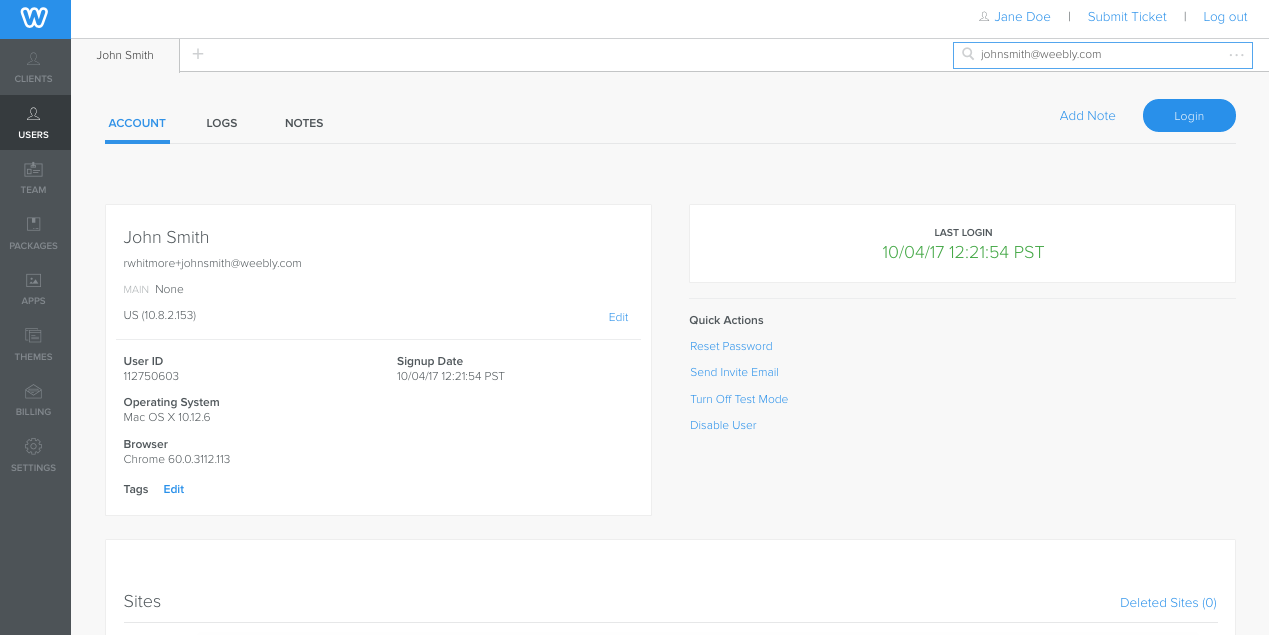 Jane Doe | Submit Ticket | Log out
John Smith + johnsmith@weebly.com ...
CLIENTS
USERS
TEAM
PACKAGES
APPS
THEMES
BILLING
SETTINGS
ACCOUNT LOGS NOTES Add Note Login
John Smith
rwhitmore+johnsmith@weebly.com
MAIN None
US (10.8.2.153) Edit
User ID
112750603
Signup Date
10/04/17 12:21:54 PST
Operating System
Mac OS X 10.12.6
Browser
Chrome 60.0.3112.113
Tags Edit
LAST LOGIN
10/04/17 12:21:54 PST
Quick Actions
Reset Password
Send Invite Email
Turn Off Test Mode
Disable User
Sites Deleted Sites (0)